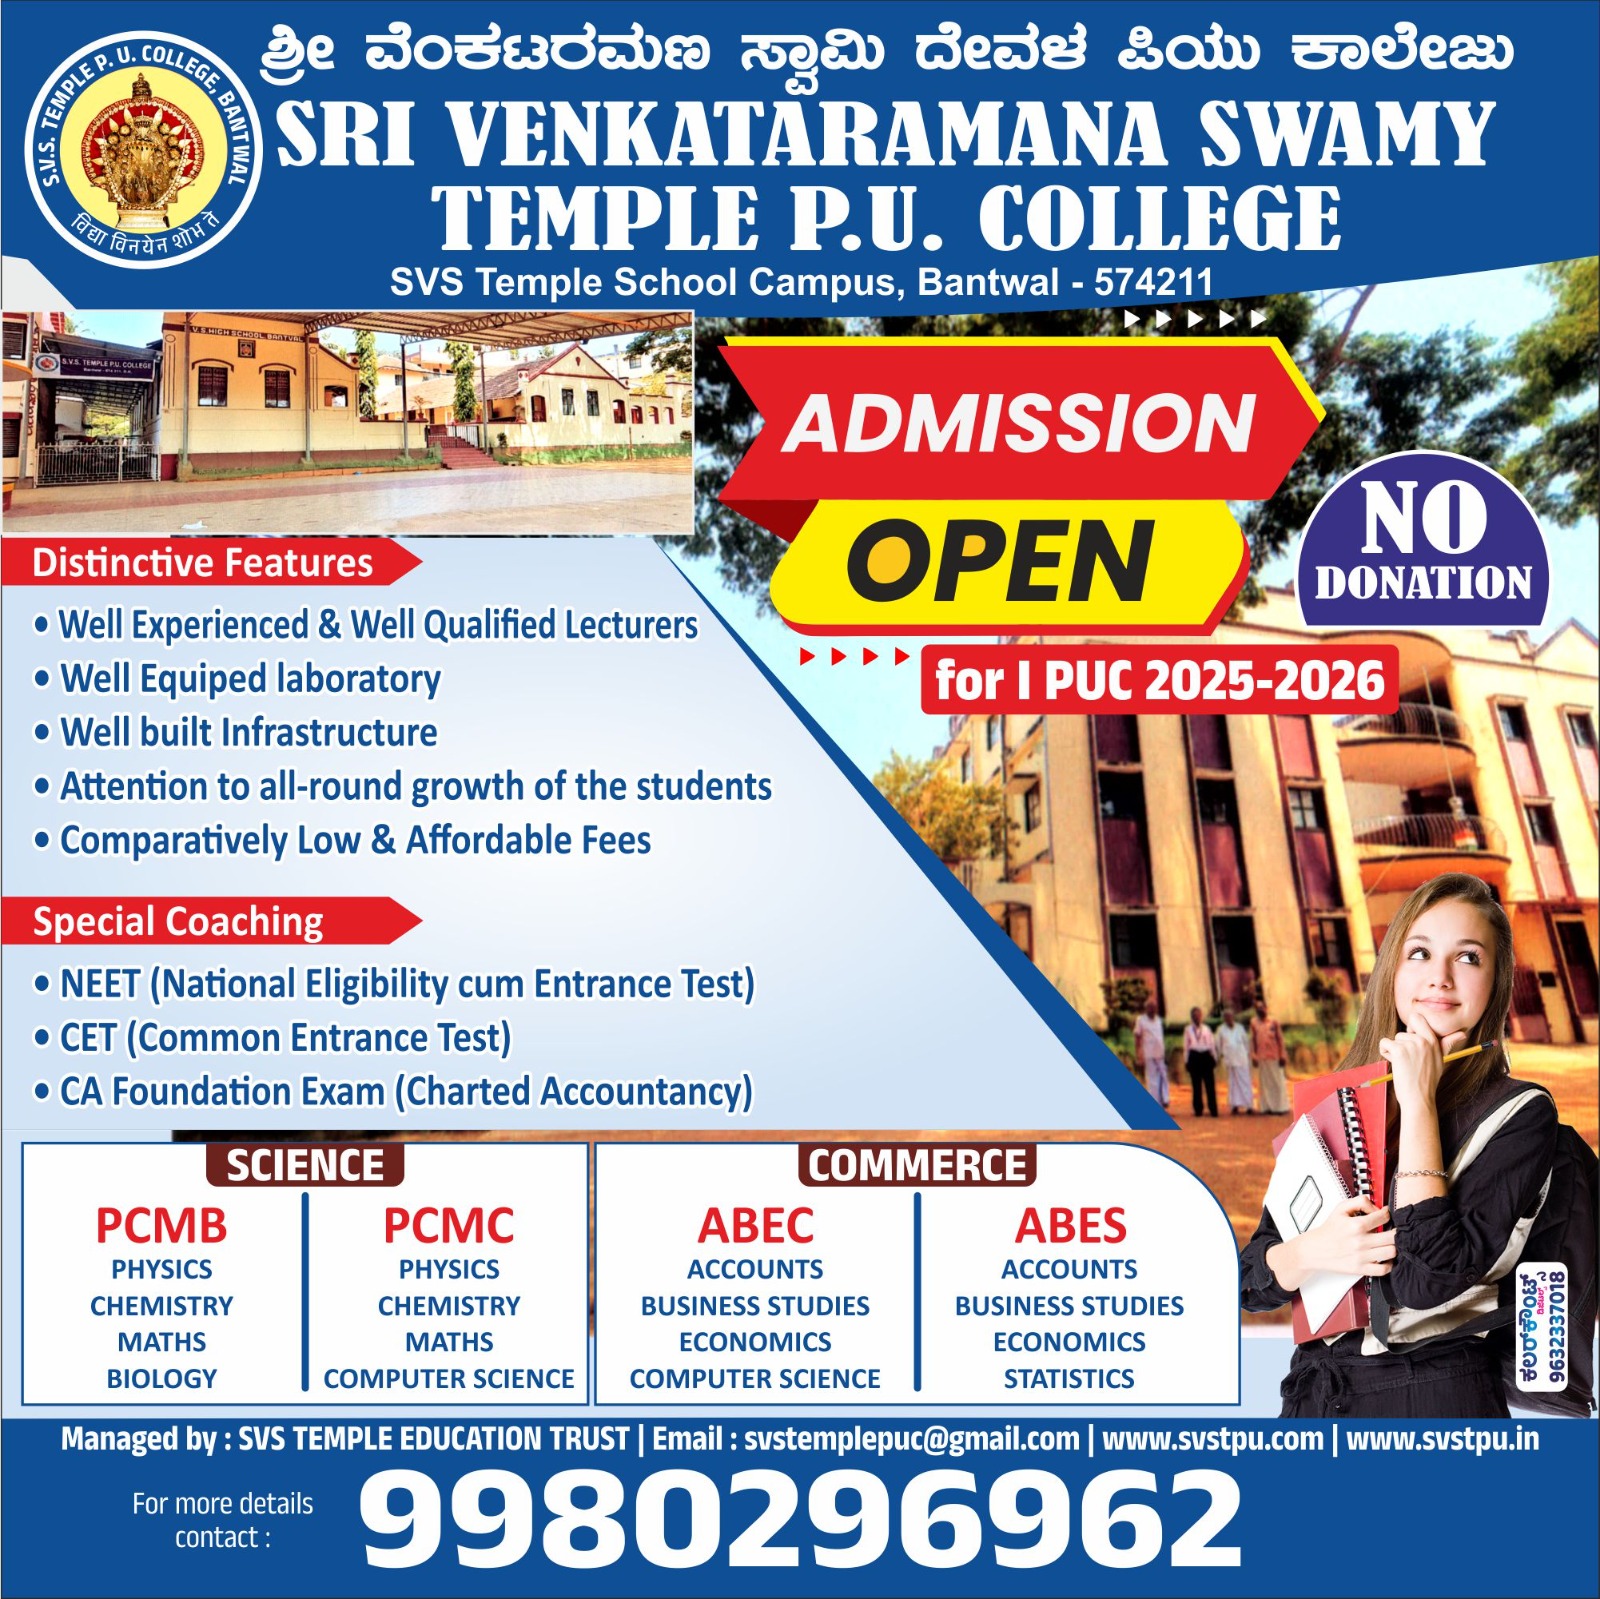 S.V.S. TEMPLE P. U. COLLEGE, BANTWAL
विद्या विनयेन शोभते
ಶ್ರೀ ವೆಂಕಟರಮಣ ಸ್ವಾಮಿ ದೇವಳ ಪಿಯು ಕಾಲೇಜು
SRI VENKATARAMANA SWAMY
TEMPLE P.U. COLLEGE
SVS Temple School Campus, Bantwal - 574211
V.S.HIGH SCHOOL BANTVAL
S.V.S. TEMPLE P.U. COLLEGE
ADMISSION
OPEN
NO
DONATION
for I PUC 2025-2026
Distinctive Features
• Well Experienced & Well Qualified Lecturers
• Well Equiped laboratory
• Well built Infrastructure
• Attention to all-round growth of the students
• Comparatively Low & Affordable Fees
Special Coaching
• NEET (National Eligibility cum Entrance Test)
• CET (Common Entrance Test)
• CA Foundation Exam (Charted Accountancy)
SCIENCE
PCMB
PHYSICS
CHEMISTRY
MATHS
BIOLOGY
PCMC
PHYSICS
CHEMISTRY
MATHS
COMPUTER SCIENCE
COMMERCE
ABEC
ACCOUNTS
BUSINESS STUDIES
ECONOMICS
COMPUTER SCIENCE
ABES
ACCOUNTS
BUSINESS STUDIES
ECONOMICS
STATISTICS
9632337018
Managed by : SVS TEMPLE EDUCATION TRUST | Email : svstemplepuc@gmail.com | www.svstpu.com | www.svstpu.in
For more details
contact :
9980296962